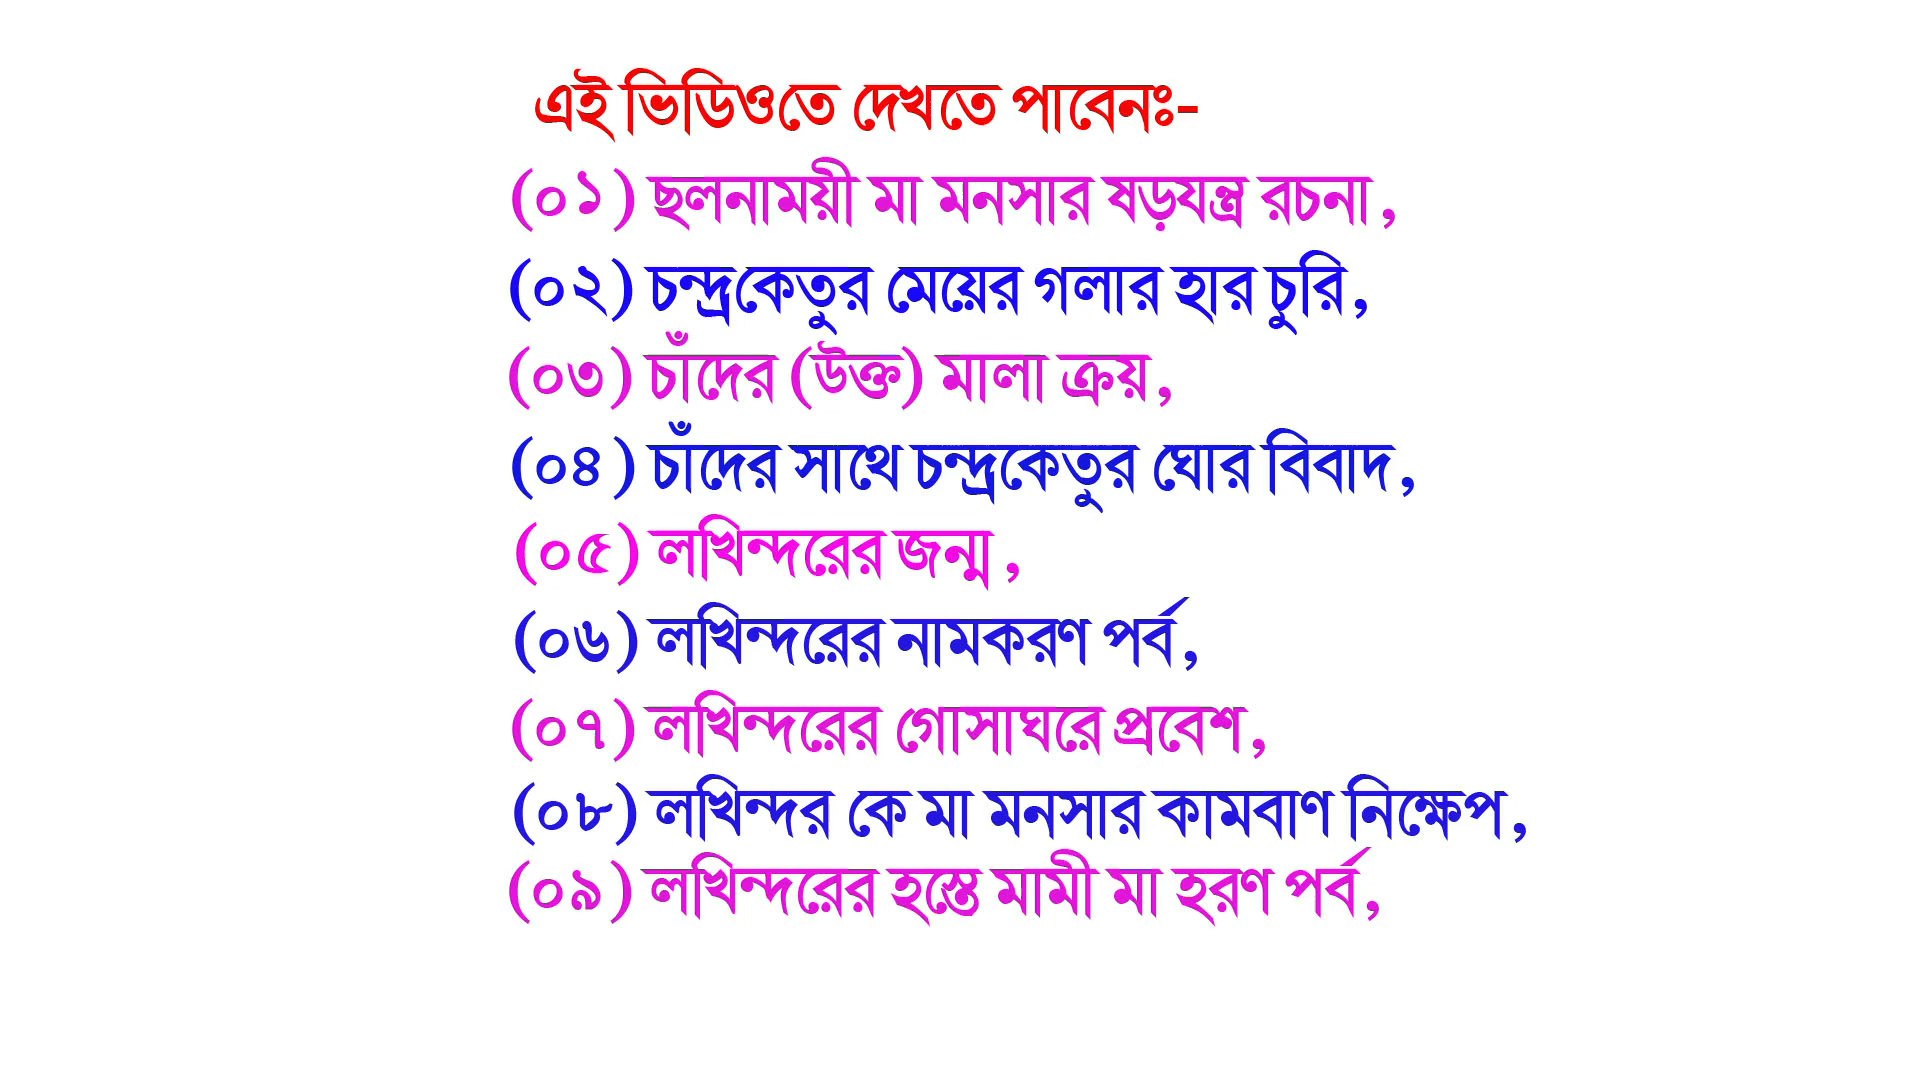 এই ভিডিওতে দেখতে পাবেনঃ-
(০১) ছলনাময়ী মা মনসার ষড়যন্ত্র রচনা,
(০২) চন্দ্রকেতুর মেয়ের গলার হার চুরি,
(০৩) চাঁদের (উক্ত) মালা ক্রয়,
(০৪) চাঁদের সাথে চন্দ্রকেতুর ঘোর বিবাদ,
(০৫) লখিন্দরের জন্ম,
(০৬) লখিন্দরের নামকরণ পর্ব,
(০৭) লখিন্দরের গোসাঘরে প্রবেশ,
(০৮) লখিন্দর কে মা মনসার কামবাণ নিক্ষেপ,
(০৯) লখিন্দরের হস্তে মামী মা হরণ পর্ব,